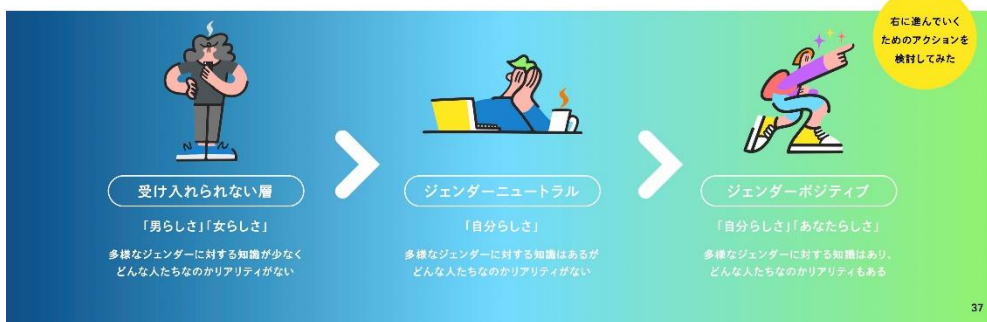 右に進んでいく
ためのアクションを
検討してみた
受け入れられない層
「男らしさ」「女らしさ」
多様なジェンダーに対する知識が少なく
どんな人たちなのかリアリティがない
ジェンダーニュートラル
「自分らしさ」
多様なジェンダーに対する知識はあるが
どんな人たちなのかリアリティがない
ジェンダーポジティブ
「自分らしさ」「あなたらしさ」
多様なジェンダーに対する知識はあり、
どんな人たちなのかリアリティもある
37